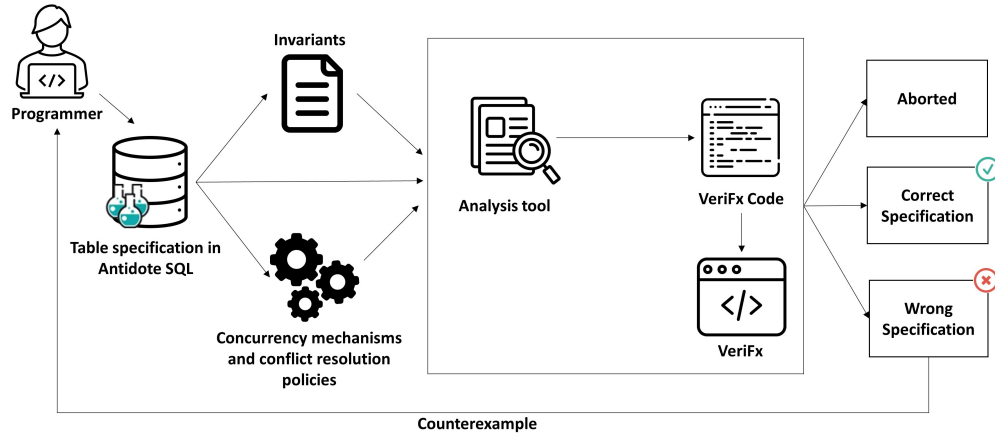 Programmer
</>
Table specification in
Antidote SQL
Invariants
Concurrency mechanisms
and conflict resolution
policies
Analysis tool
VeriFx Code
</>
VeriFx
Aborted
Correct
Specification
Wrong
Specification
Counterexample